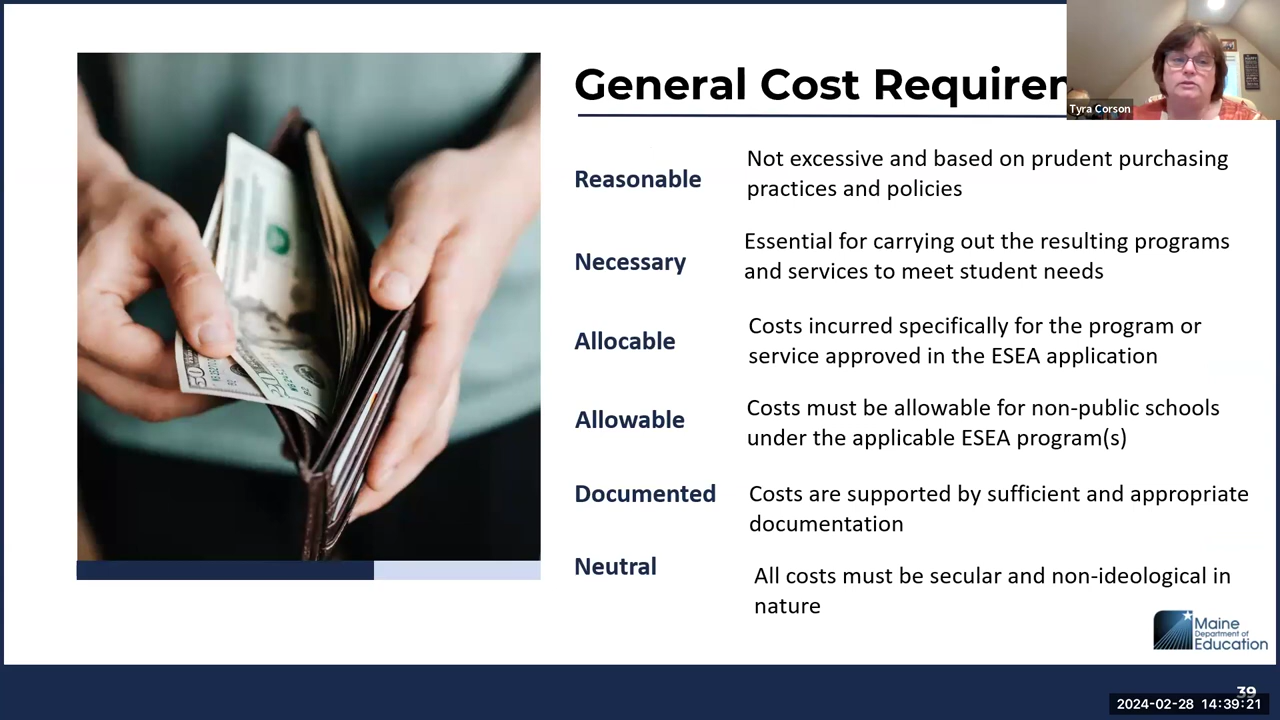 General Cost Requirem
Tyra Corson
Reasonable
Not excessive and based on prudent purchasing
practices and policies
Necessary
Essential for carrying out the resulting programs
and services to meet student needs
Allocable
Costs incurred specifically for the program or
service approved in the ESEA application
Allowable
Costs must be allowable for non-public schools
under the applicable ESEA program(s)
Documented
Costs are supported by sufficient and appropriate
documentation
Neutral
All costs must be secular and non-ideological in
nature
Maine
Department of
Education
39
2024-02-28 14:39:21